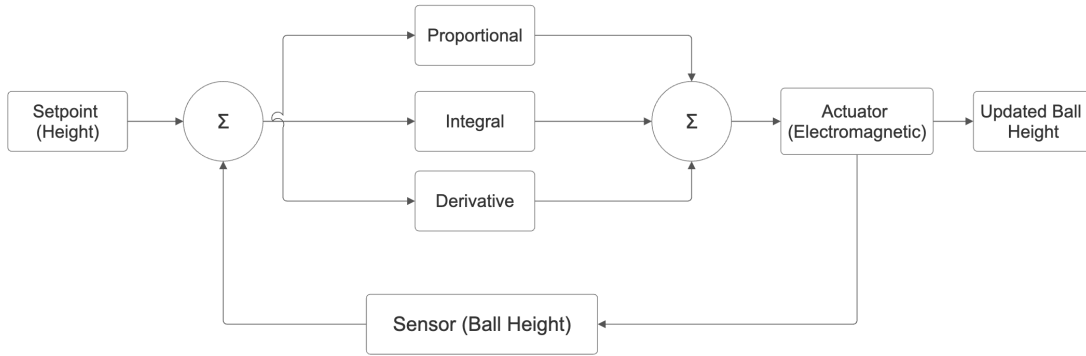 Proportional
Setpoint
(Height)
Σ
Integral
Σ
Actuator
(Electromagnetic)
Updated Ball
Height
Derivative
Sensor (Ball Height)